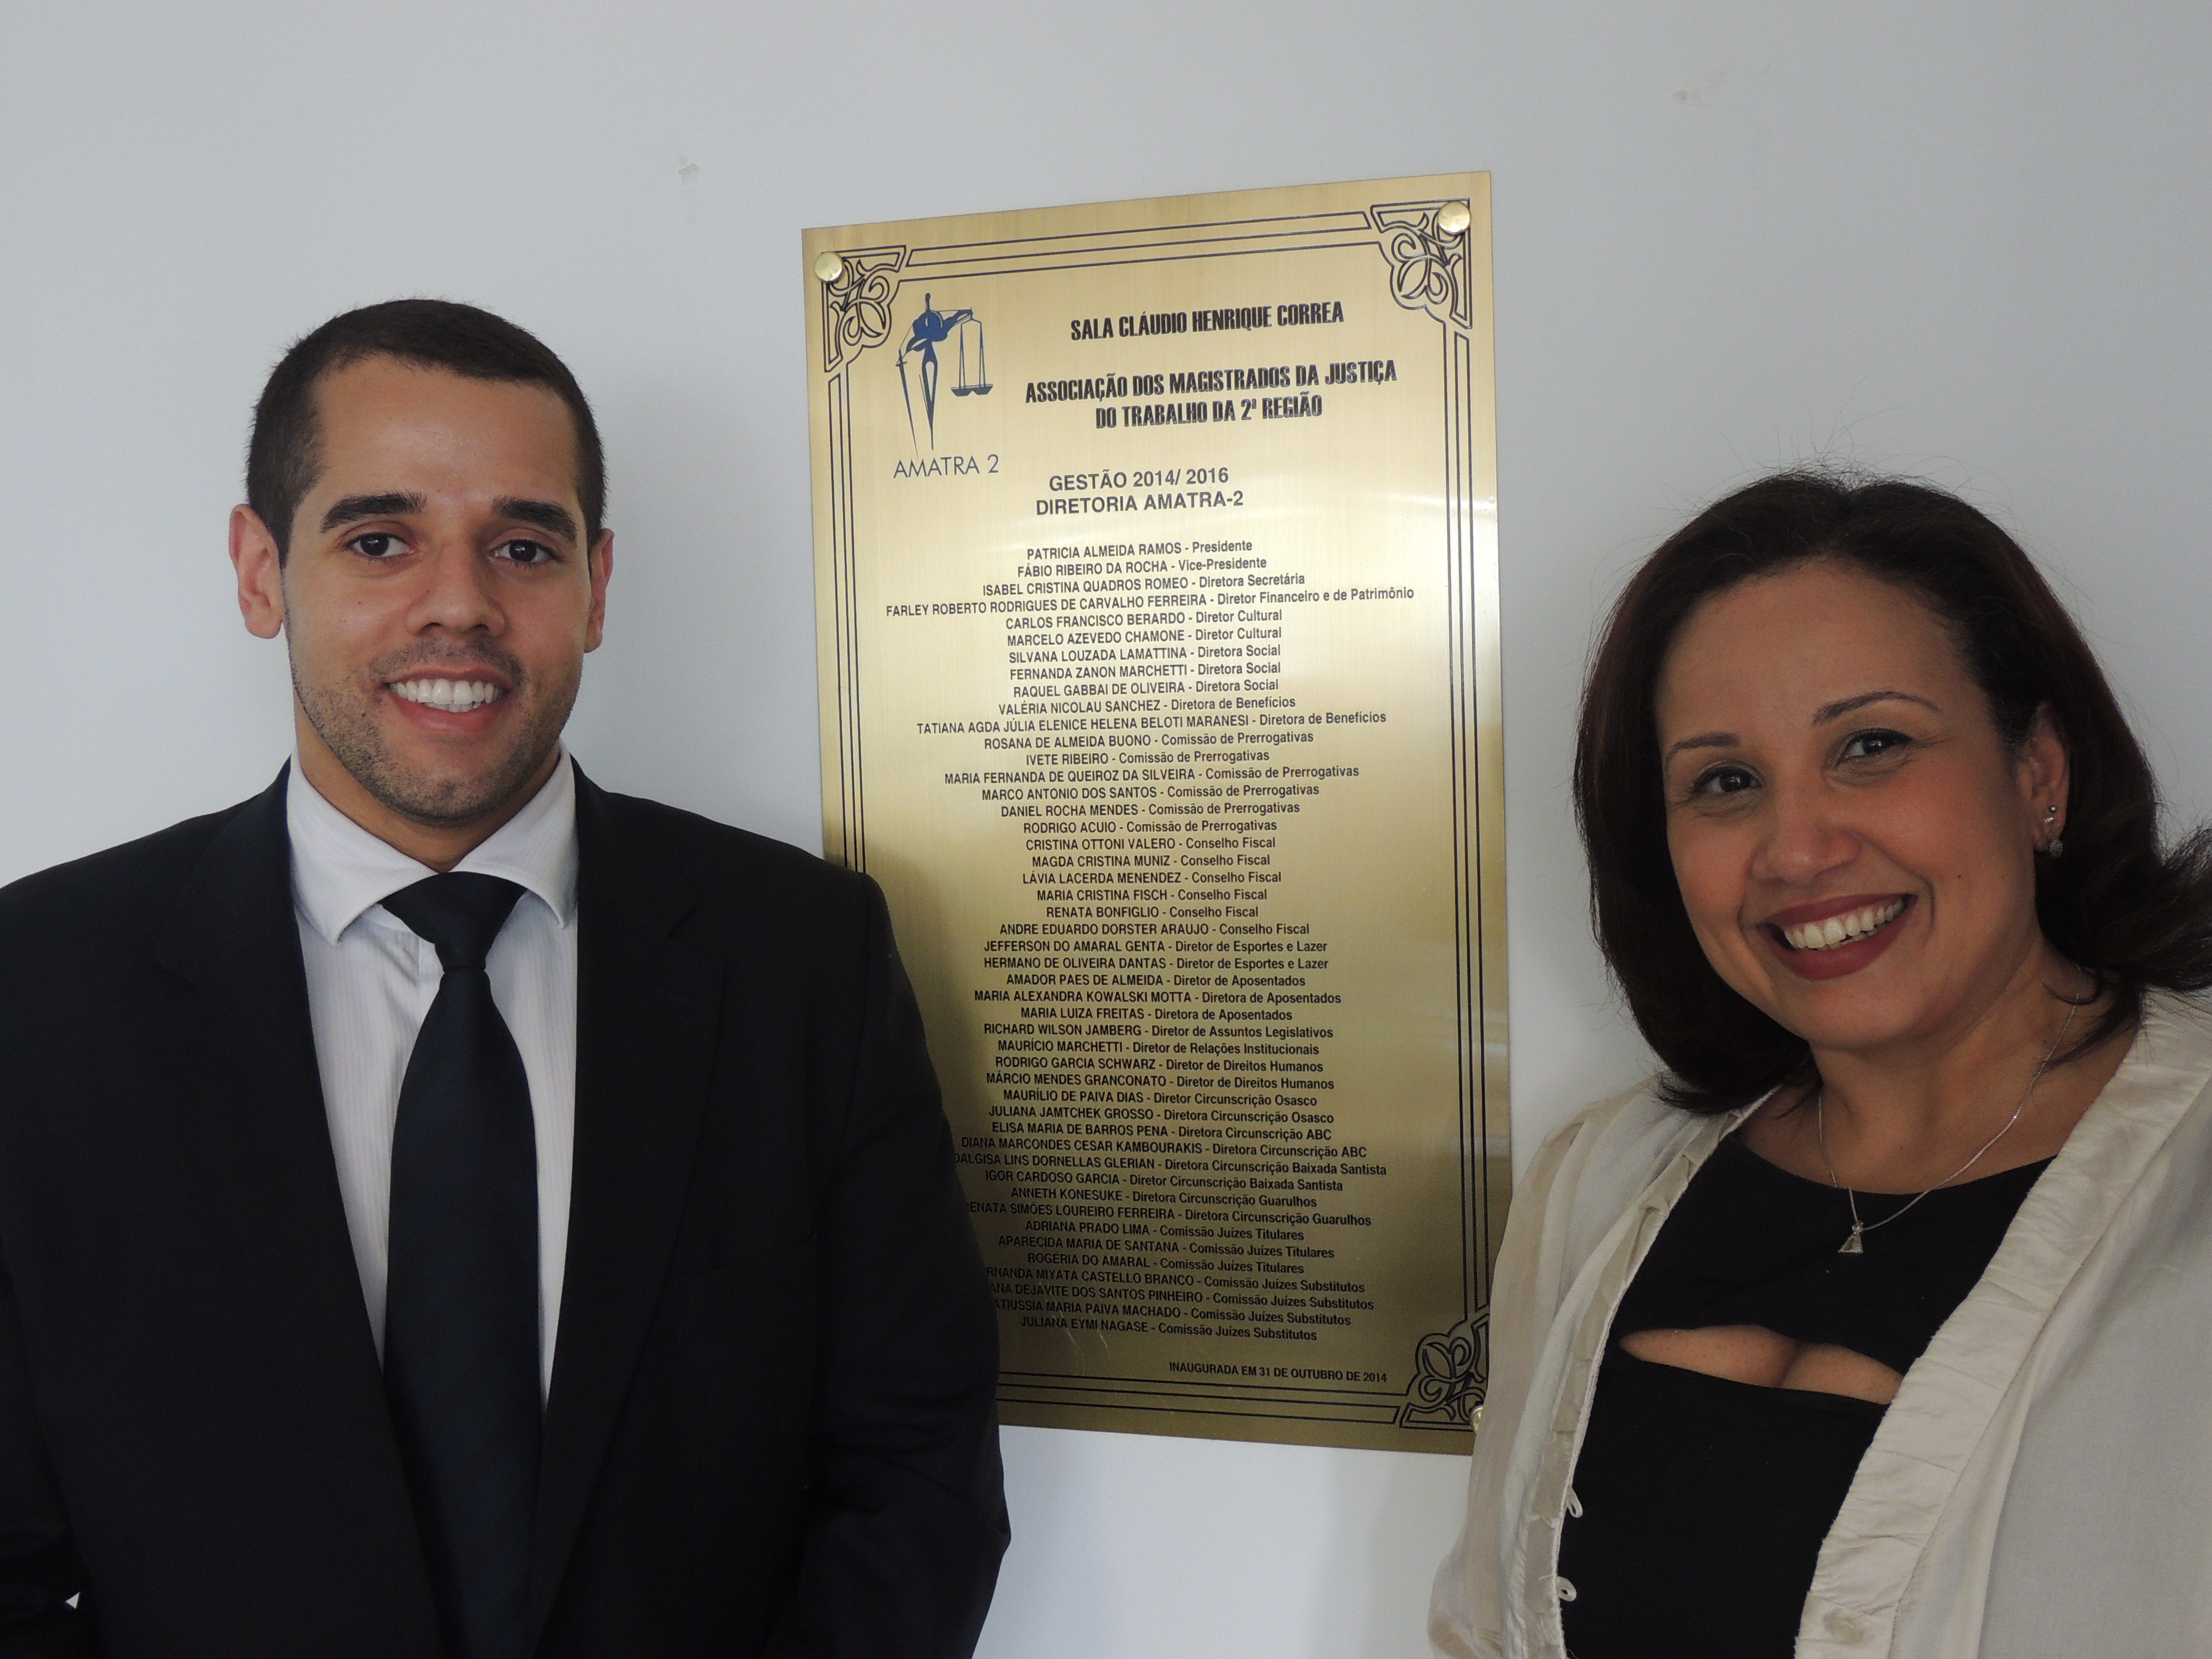 SALA CLÁUDIO HENRIQUE CORREA
ASSOCIAÇÃO DOS MAGISTRADOS DA JUSTIÇA
DO TRABALHO DA 2ª REGIÃO
AMATRA 2
GESTÃO 2014/ 2016
DIRETORIA AMATRA-2
PATRICIA ALMEIDA RAMOS - Presidente
FÁBIO RIBEIRO DA ROCHA - Vice-Presidente
ISABEL CRISTINA QUADROS ROMEO - Diretora Secretária
FARLEY ROBERTO RODRIGUES DE CARVALHO FERREIRA - Diretor Financeiro e de Patrimônio
CARLOS FRANCISCO BERARDO - Diretor Cultural
MARCELO AZEVEDO CHAMONE - Diretor Cultural
SILVANA LOUZADA LAMATTINA - Diretora Social
FERNANDA ZANON MARCHETTI - Diretora Social
RAQUEL GABBAI DE OLIVEIRA - Diretora Social
VALÉRIA NICOLAU SANCHEZ - Diretora de Benefícios
TATIANA AGDA JÚLIA ELENICE HELENA BELOTI MARANESI - Diretora de Benefícios
ROSANA DE ALMEIDA BUONO - Comissão de Prerrogativas
IVETE RIBEIRO - Comissão de Prerrogativas
MARIA FERNANDA DE QUEIROZ DA SILVEIRA - Comissão de Prerrogativas
MARCO ANTONIO DOS SANTOS - Comissão de Prerrogativas
DANIEL ROCHA MENDES - Comissão de Prerrogativas
RODRIGO ACUIO - Comissão de Prerrogativas
CRISTINA OTTONI VALERO - Conselho Fiscal
MAGDA CRISTINA MUNIZ - Conselho Fiscal
LÁVIA LACERDA MENENDEZ - Conselho Fiscal
MARIA CRISTINA FISCH - Conselho Fiscal
RENATA BONFIGLIO - Conselho Fiscal
ANDRE EDUARDO DORSTER ARAUJO - Conselho Fiscal
JEFFERSON DO AMARAL GENTA - Diretor de Esportes e Lazer
HERMANO DE OLIVEIRA DANTAS - Diretor de Esportes e Lazer
AMADOR PAES DE ALMEIDA - Diretor de Aposentados
MARIA ALEXANDRA KOWALSKI MOTTA - Diretora de Aposentados
MARIA LUIZA FREITAS - Diretora de Aposentados
RICHARD WILSON JAMBERG - Diretor de Assuntos Legislativos
MAURÍCIO MARCHETTI - Diretor de Relações Institucionais
RODRIGO GARCIA SCHWARZ - Diretor de Direitos Humanos
MÁRCIO MENDES GRANCONATO - Diretor de Direitos Humanos
MAURÍLIO DE PAIVA DIAS - Diretor Circunscrição Osasco
JULIANA JAMTCHEK GROSSO - Diretora Circunscrição Osasco
ELISA MARIA DE BARROS PENA - Diretora Circunscrição ABC
DIANA MARCONDES CESAR KAMBOURAKIS - Diretora Circunscrição ABC
LINS DORNELLAS GLERIAN - Diretora Circunscrição Baixada Santista
IGOR CARDOSO GARCIA - Diretor Circunscrição Baixada Santista
ANNETH KONESUKE - Diretora Circunscrição Guarulhos
SIMÕES LOUREIRO FERREIRA - Diretora Circunscrição Guarulhos
ADRIANA PRADO LIMA - Comissão Juízes Titulares
APARECIDA MARIA DE SANTANA - Comissão Juízes Titulares
ROGÉRIA DO AMARAL - Comissão Juízes Titulares
MIYATA CASTELLO BRANCO - Comissão Juízes Substitutos
DEJAVITE DOS SANTOS PINHEIRO - Comissão Juízes Substitutos
MARIA PAIVA MACHADO - Comissão Juízes Substitutos
JULIANA EYMI NAGASE - Comissão Juízes Substitutos
INAUGURADA EM 31 DE OUTUBRO DE 2014